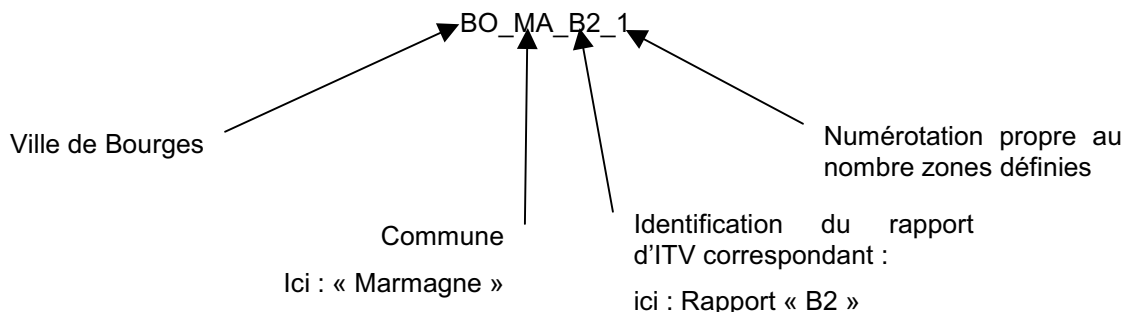 BO_MA_B2_1
Ville de Bourges
Numérotation propre au
nombre zones définies
Commune
Ici : « Marmagne »
Identification du rapport
d’ITV correspondant :
ici : Rapport « B2 »